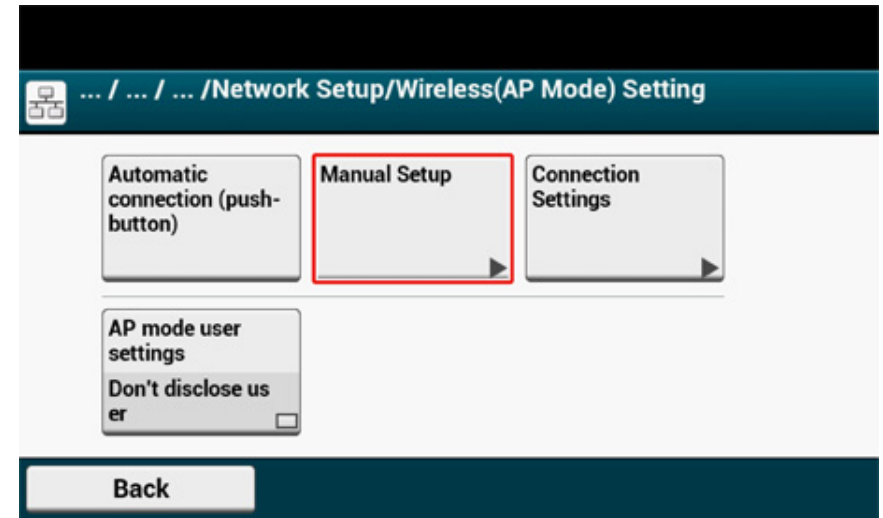 ... / ... / ... /Network Setup/Wireless(AP Mode) Setting
Automatic
connection (push-
button)
Manual Setup
Connection
Settings
AP mode user
settings
Don't disclose us
er
Back